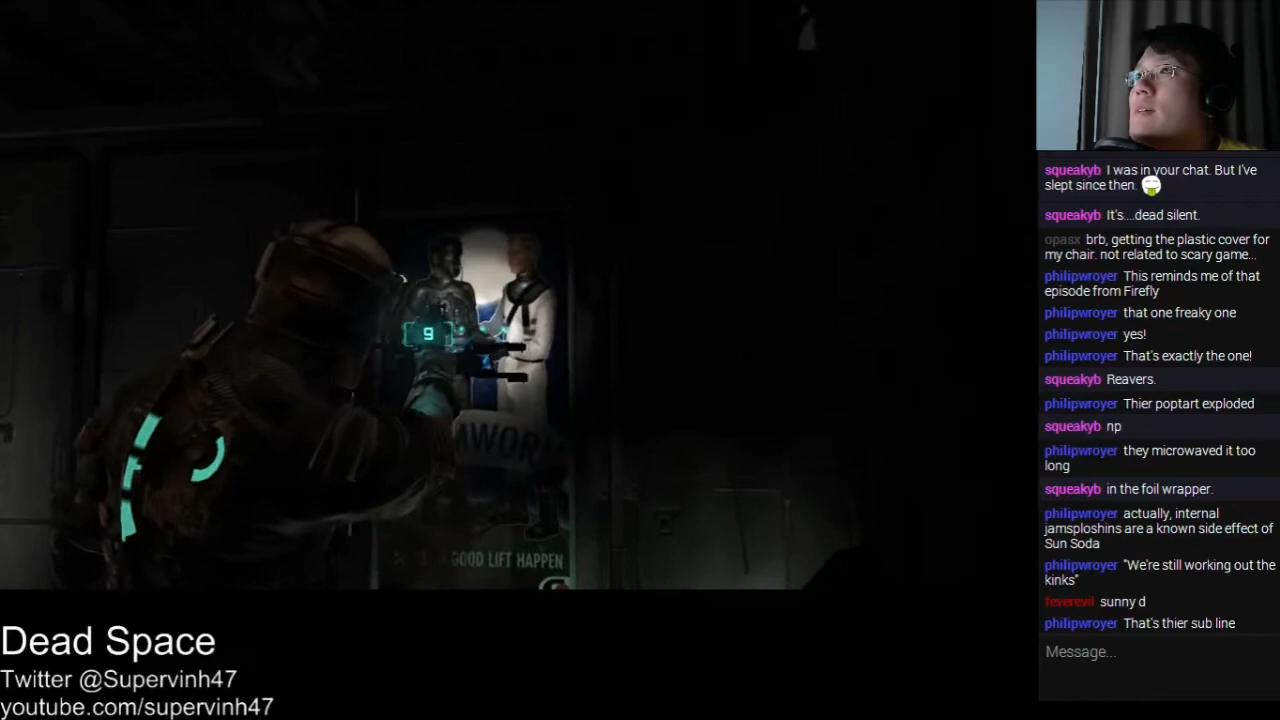 9
MWOR
GOOD LIFT HAPPEN
Dead Space
Twitter @Supervinh47
youtube.com/supervinh47
squeakyb I was in your chat. But I've
slept since then.
squeakyb It's....dead silent.
opasx brb, getting the plastic cover for
my chair. not related to scary game...
philipwroyer This reminds me of that
episode from Firefly
philipwroyer that one freaky one
philipwroyer yes!
philipwroyer That's exactly the one!
squeakyb Reavers.
philipwroyer Thier poptart exploded
squeakyb np
philipwroyer they microwaved it too
long
squeakyb in the foil wrapper.
philipwroyer actually, internal
jamsploshins are a known side effect of
Sun Soda
philipwroyer "We're still working out the
kinks"
feverevil sunny d
philipwroyer That's thier sub line
Message...